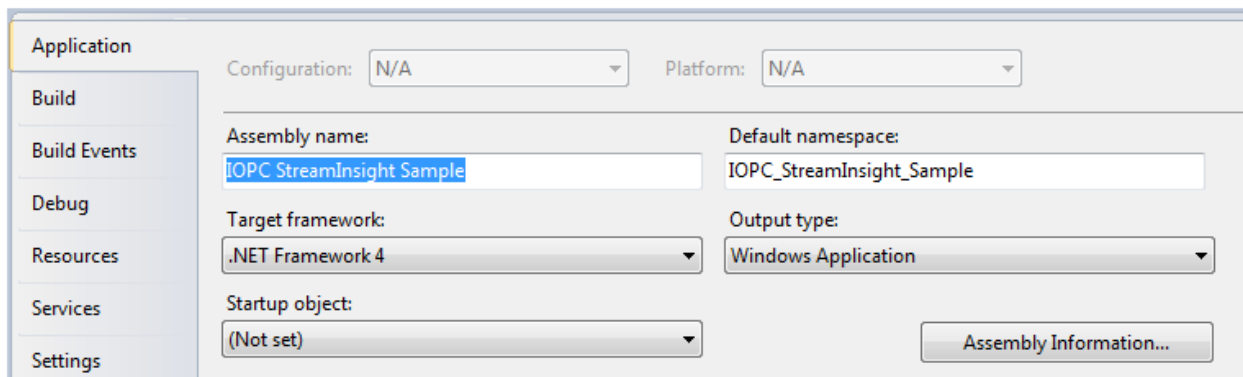 Application
Build
Build Events
Debug
Resources
Services
Settings
Configuration: N/A Platform: N/A
Assembly name: Default namespace:
IOPC StreamInsight Sample IOPC_StreamInsight_Sample
Target framework: Output type:
.NET Framework 4 Windows Application
Startup object:
(Not set) Assembly Information...